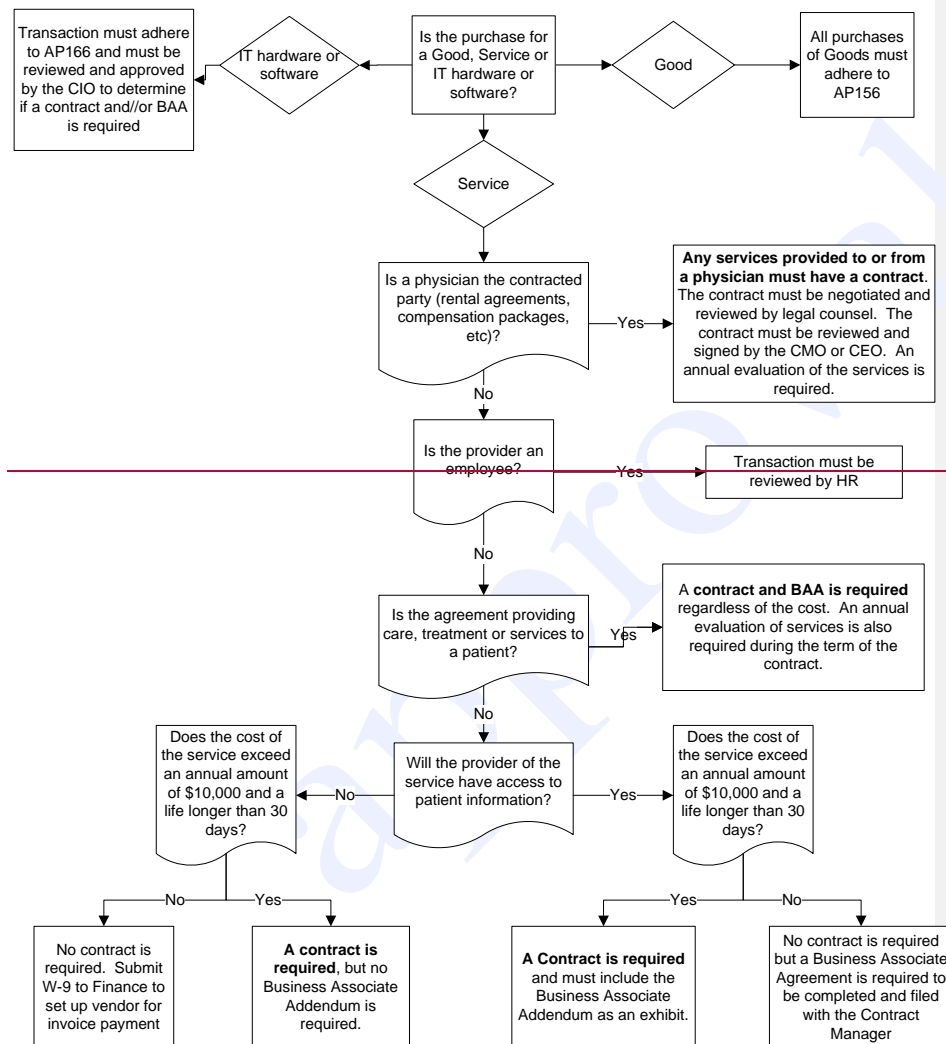 Transaction must adhere
to AP166 and must be
reviewed and approved
by the CIO to determine
if a contract and//or BAA
is required
IT hardware or
software
Is the purchase for
a Good, Service or
IT hardware or
software?
Good
All purchases
of Goods must
adhere to
AP156
Service
Is a physician the contracted
party (rental agreements,
compensation packages,
etc)?
Yes
Any services provided to or from
a physician must have a contract.
The contract must be negotiated and
reviewed by legal counsel. The
contract must be reviewed and
signed by the CMO or CEO. An
annual evaluation of the services is
required.
No
Is the provider an
employee?
Yes
Transaction must be
reviewed by HR
No
Is the agreement providing
care, treatment or services to
a patient?
Yes
A contract and BAA is required
regardless of the cost. An annual
evaluation of services is also
required during the term of the
contract.
No
Does the cost of
the service exceed
an annual amount
of $10,000 and a
life longer than 30
days?
No
Will the provider of the
service have access to
patient information?
Yes
Does the cost of
the service exceed
an annual amount
of $10,000 and a
life longer than 30
days?
No
Yes
Yes
No
No contract is
required. Submit
W-9 to Finance to
set up vendor for
invoice payment
A contract is
required, but no
Business Associate
Addendum is
required.
A Contract is required
and must include the
Business Associate
Addendum as an exhibit.
No contract is required
but a Business Associate
Agreement is required to
be completed and filed
with the Contract
Manager
approval